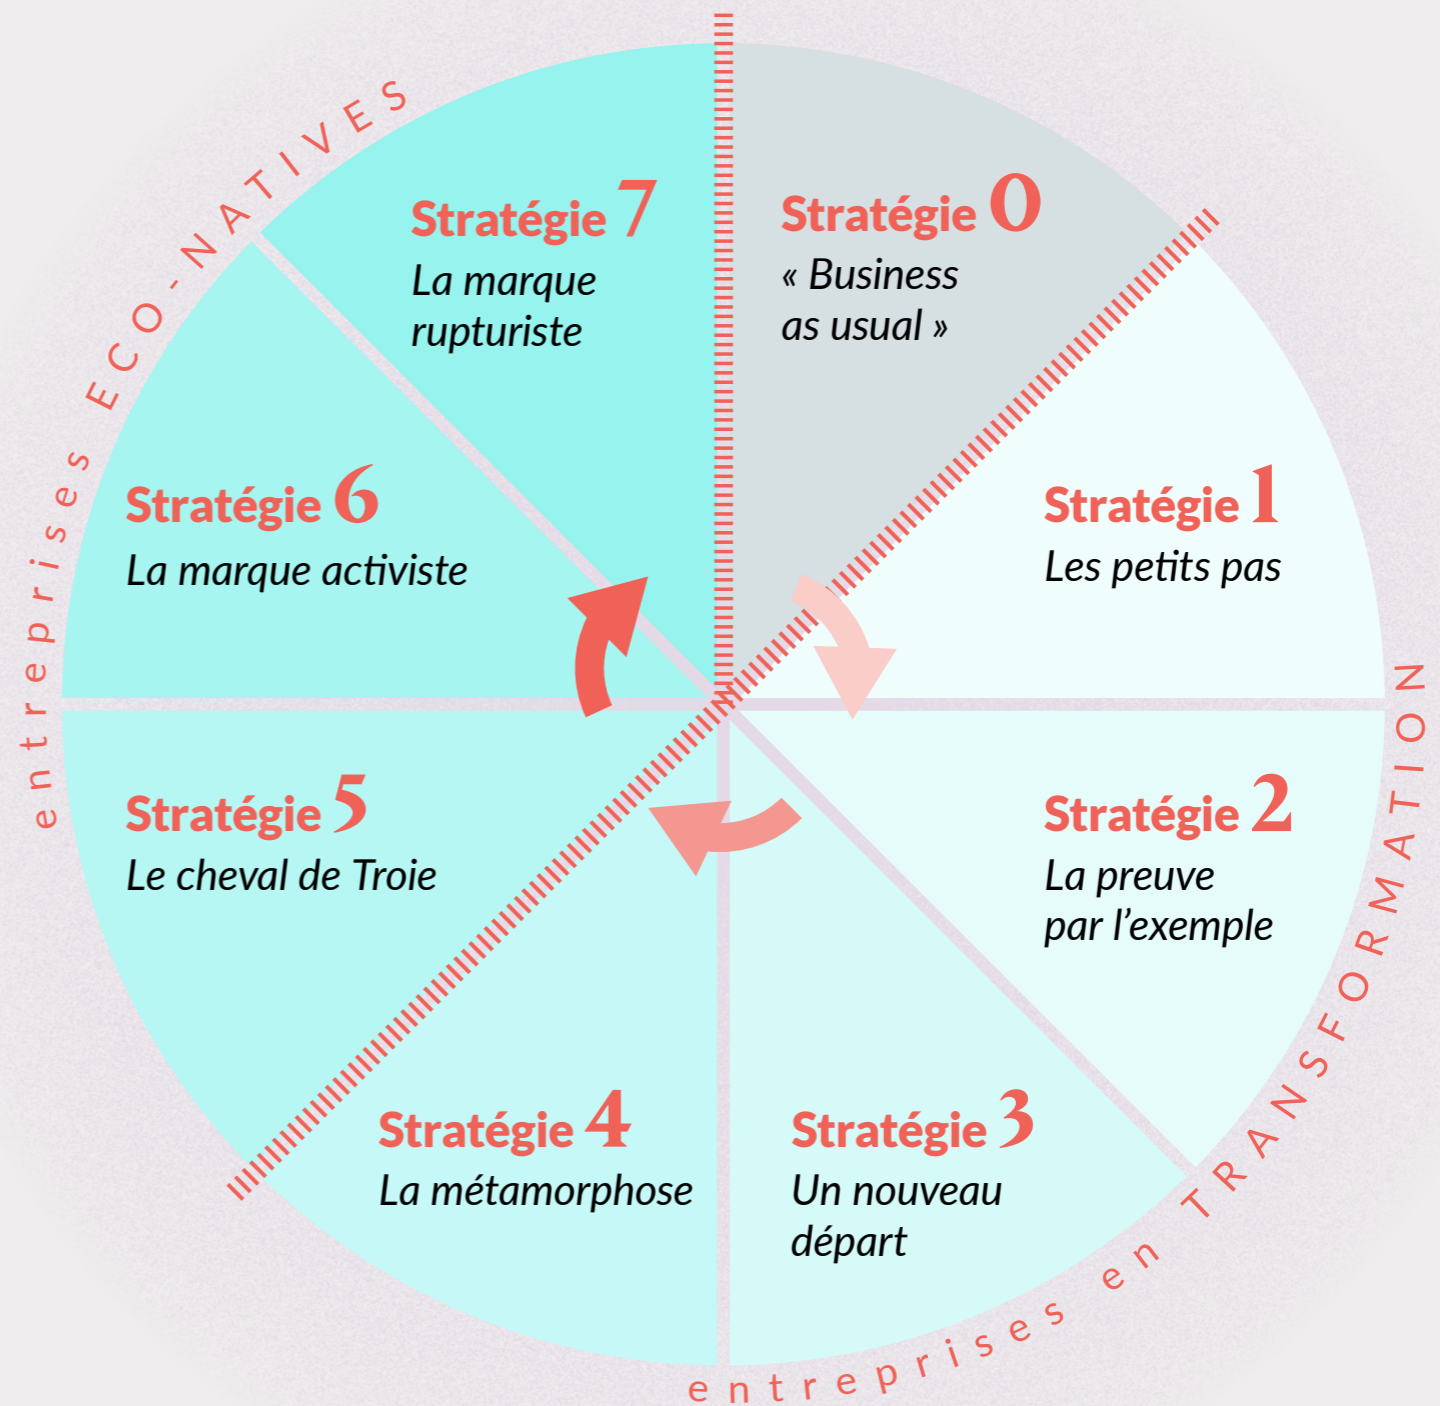 Stratégie 0
« Business
as usual »
Stratégie 1
Les petits pas
Stratégie 2
La preuve
par l’exemple
Stratégie 3
Un nouveau
départ
Stratégie 4
La métamorphose
Stratégie 5
Le cheval de Troie
Stratégie 6
La marque activiste
Stratégie 7
La marque
rupturiste
entreprises en TRANSFORMATION
entreprises ECO-NATIVES